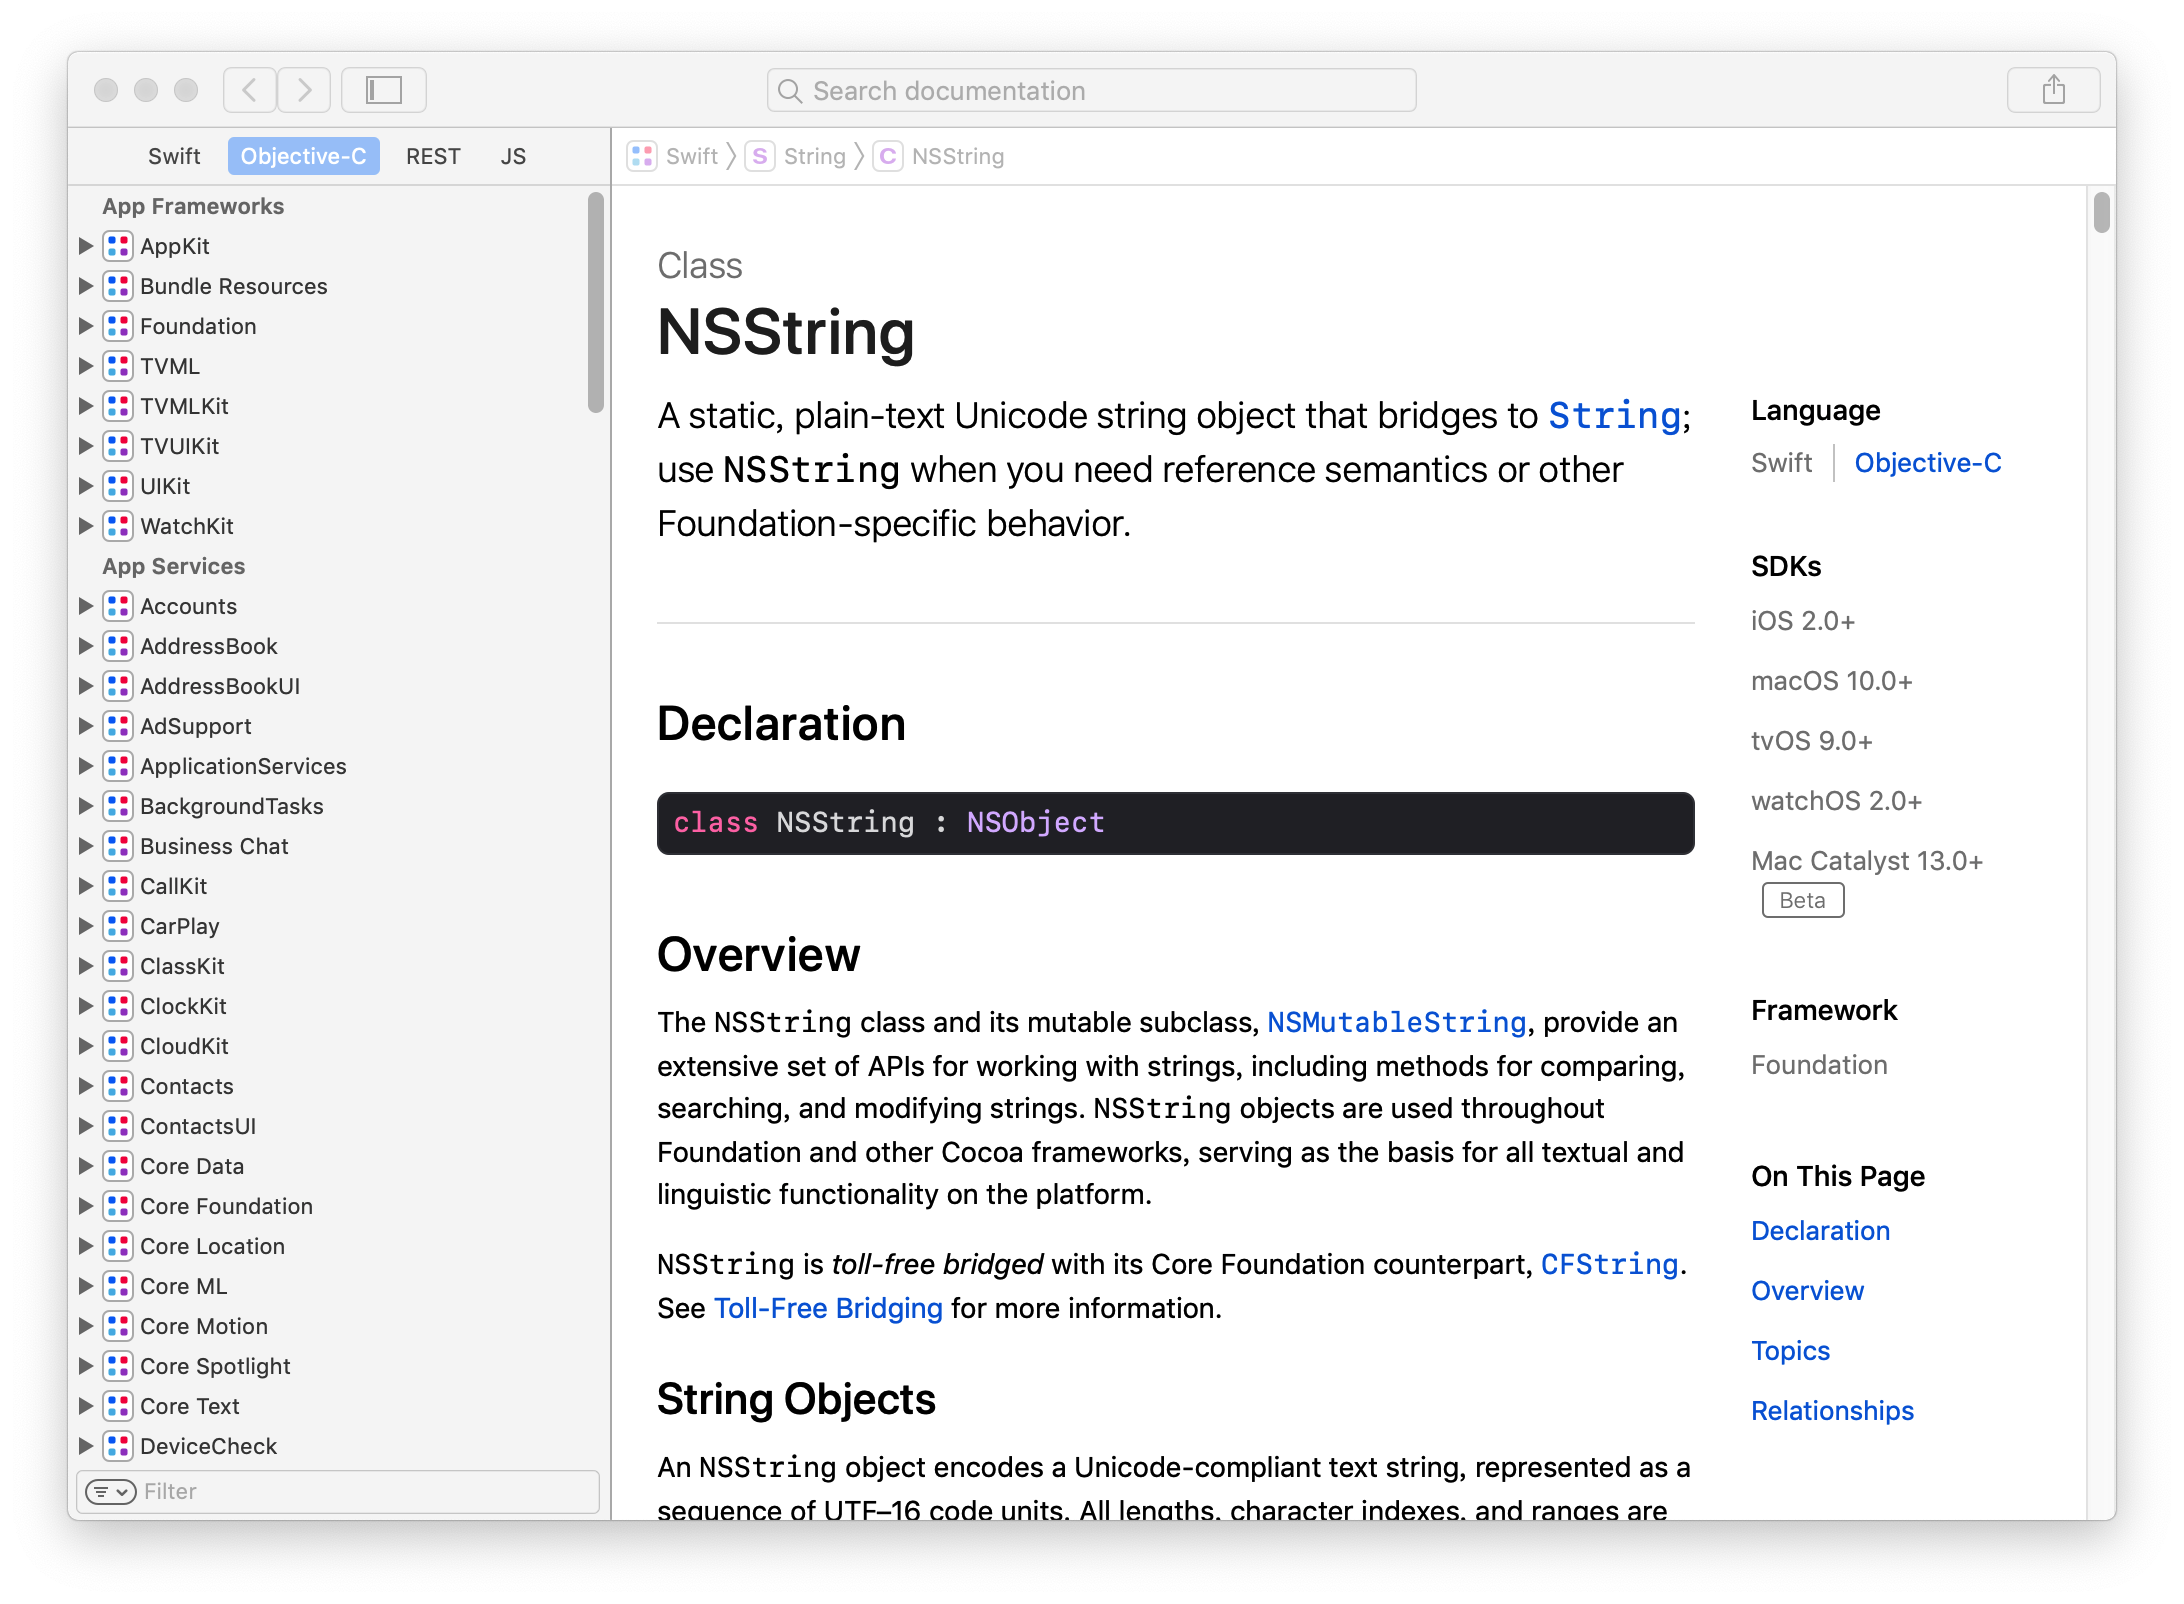 Search documentation
Swift Objective-C REST JS
App Frameworks
AppKit
Bundle Resources
Foundation
TVML
TVMLKit
TVUIKit
UIKit
WatchKit
App Services
Accounts
AddressBook
AddressBookUI
AdSupport
ApplicationServices
BackgroundTasks
Business Chat
CallKit
CarPlay
ClassKit
ClockKit
CloudKit
Contacts
ContactsUI
Core Data
Core Foundation
Core Location
Core ML
Core Motion
Core Spotlight
Core Text
DeviceCheck
Filter
Swift S String C NSString
Class
NSString
A static, plain-text Unicode string object that bridges to String;
use NSString when you need reference semantics or other
Foundation-specific behavior.
Declaration
class NSString : NSObject
Overview
The NSString class and its mutable subclass, NSMutableString, provide an
extensive set of APIs for working with strings, including methods for comparing,
searching, and modifying strings. NSString objects are used throughout
Foundation and other Cocoa frameworks, serving as the basis for all textual and
linguistic functionality on the platform.
NSString is toll-free bridged with its Core Foundation counterpart, CFString.
See Toll-Free Bridging for more information.
String Objects
An NSString object encodes a Unicode-compliant text string, represented as a
sequence of UTF–16 code units. All lengths, character indexes, and ranges are
Language
Swift Objective-C
SDKs
iOS 2.0+
macOS 10.0+
tvOS 9.0+
watchOS 2.0+
Mac Catalyst 13.0+
Beta
Framework
Foundation
On This Page
Declaration
Overview
Topics
Relationships